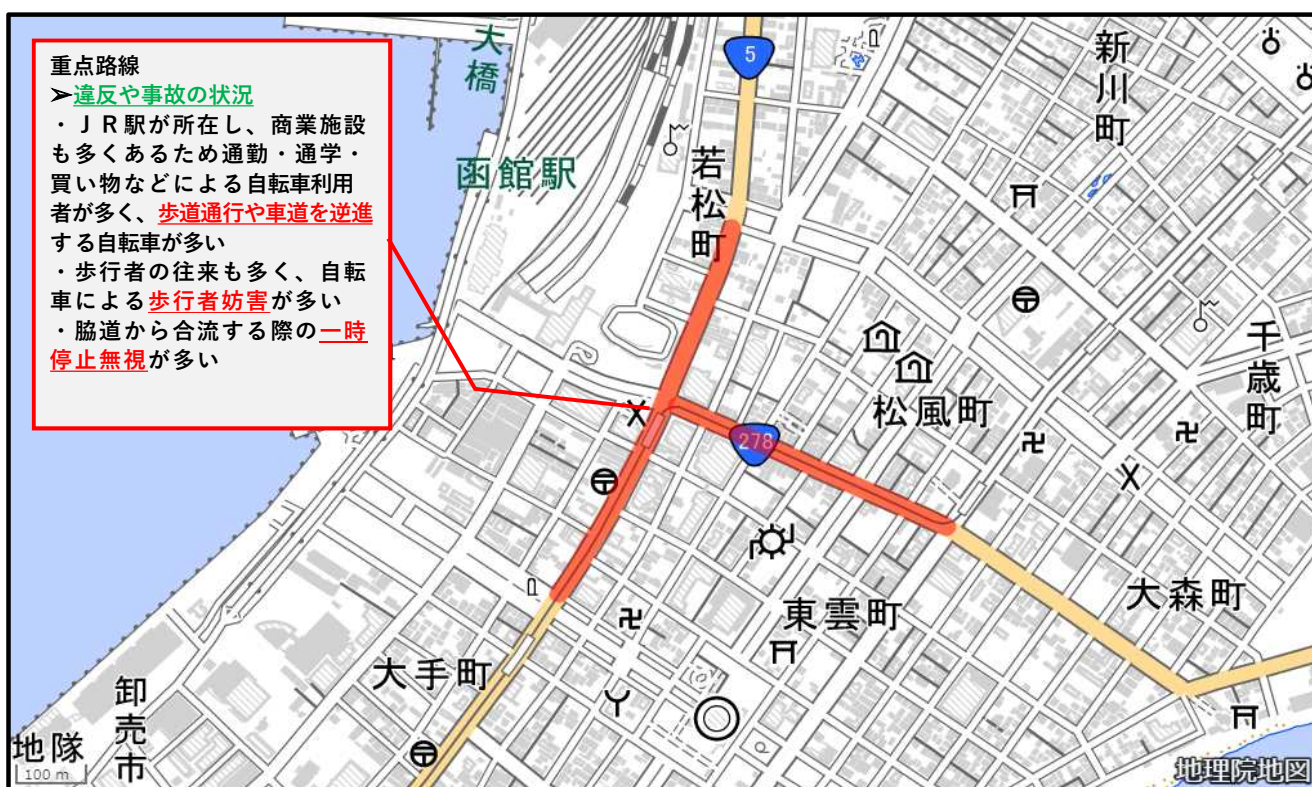 重点路線
➢違反や事故の状況
・ＪＲ駅が所在し、商業施設
も多くあるため通勤・通学・
買い物などによる自転車利用
者が多く、歩道通行や車道を逆進
する自転車が多い
・歩行者の往来も多く、自転
車による歩行者妨害が多い
・脇道から合流する際の一時
停止無視が多い
大橋
5
新川町
函館駅
若松町
千歳町
松風町
278
大森町
東雲町
大手町
卸売市
地隊
100 m
地理院地図